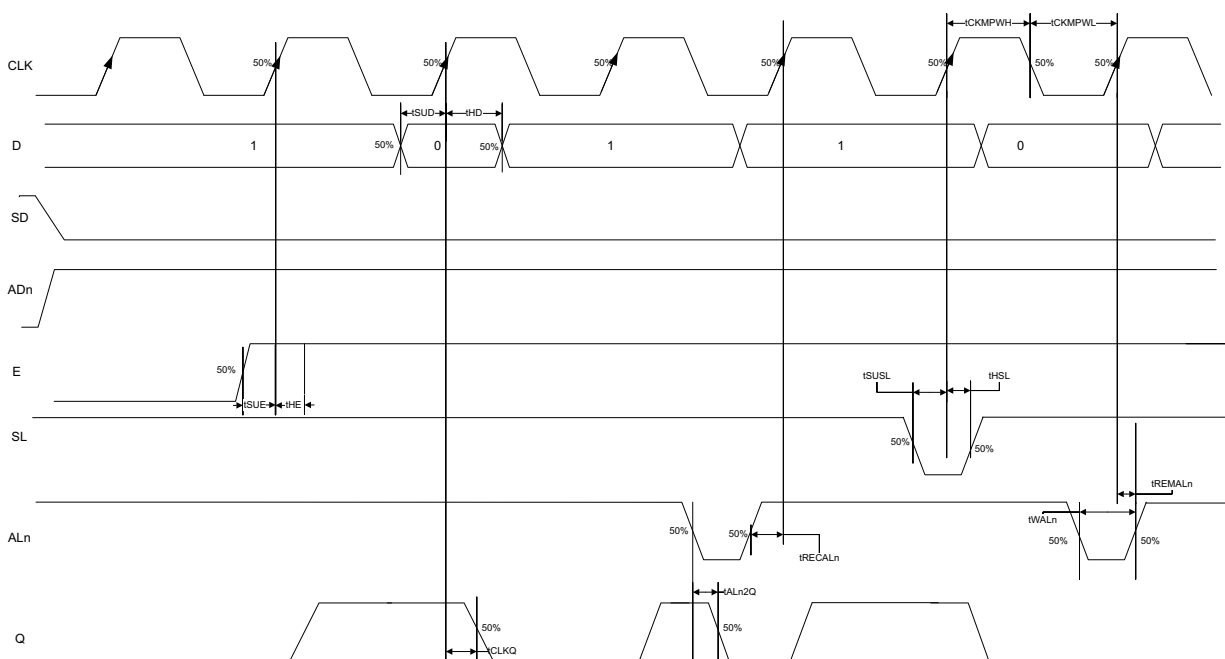 tCKMPWH tCKMPWL
CLK 50% 50% 50% 50% 50% 50% 50%
tSUD tHD
D 1 50% 0 50% 1 1 0
SD
ADn
E 50%
tSUSL tHSL
tSUE tHE
SL 50% 50%
tREMALn
tWALn
ALn 50% 50% 50% 50%
tRECALn
tALn2Q
Q 50% 50%
tCLKQ